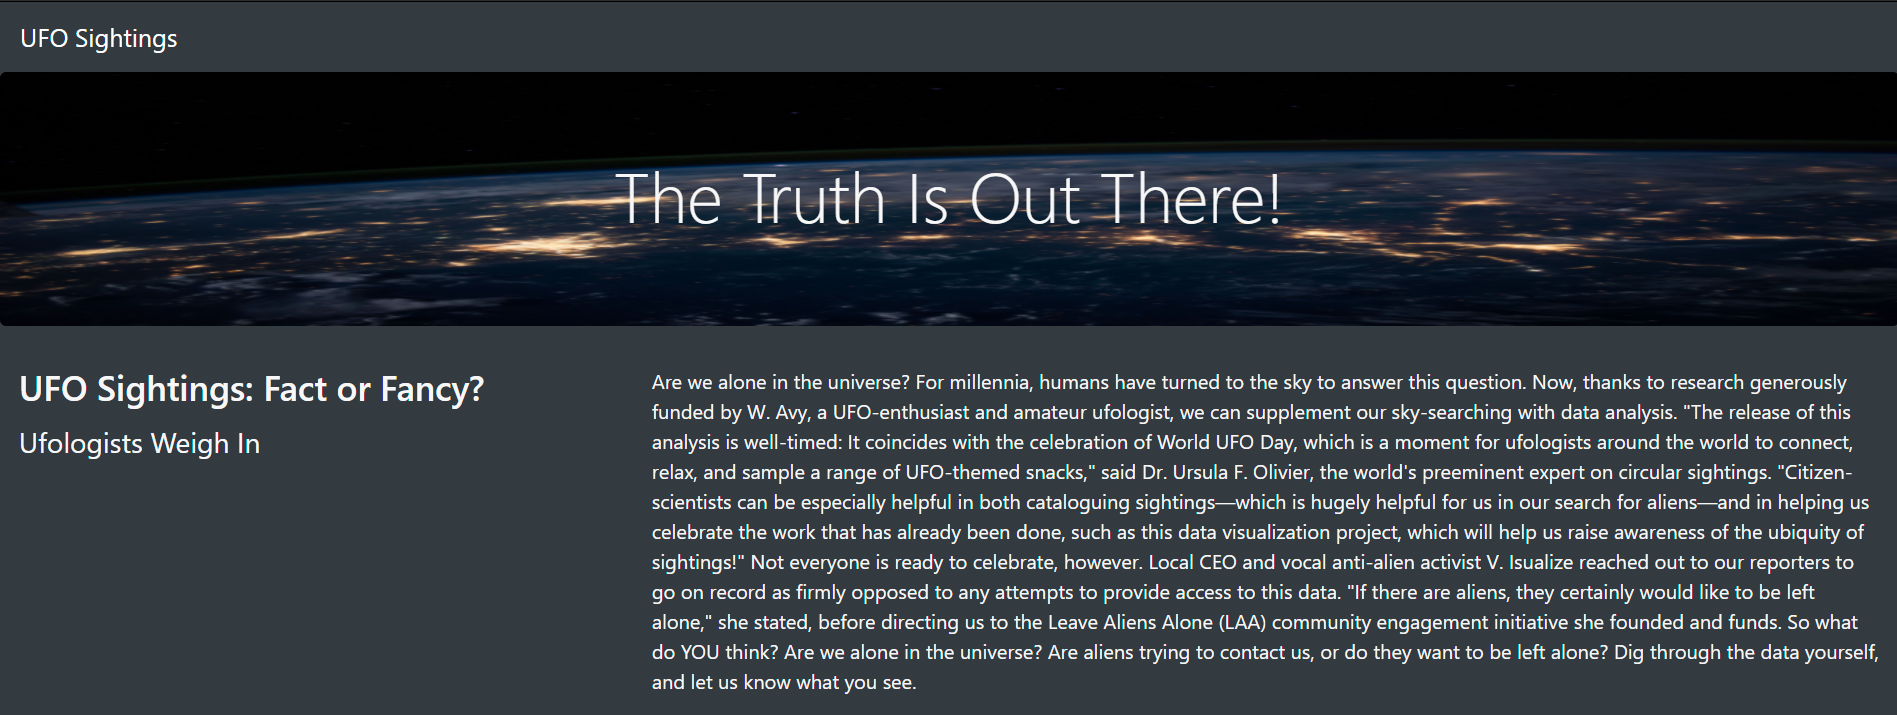 UFO Sightings
The Truth Is Out There!
UFO Sightings: Fact or Fancy?
Ufologists Weigh In
Are we alone in the universe? For millennia, humans have turned to the sky to answer this question. Now, thanks to research generously
funded by W. Avy, a UFO-enthusiast and amateur ufologist, we can supplement our sky-searching with data analysis. "The release of this
analysis is well-timed: It coincides with the celebration of World UFO Day, which is a moment for ufologists around the world to connect,
relax, and sample a range of UFO-themed snacks," said Dr. Ursula F. Olivier, the world's preeminent expert on circular sightings. "Citizen-
scientists can be especially helpful in both cataloguing sightings—which is hugely helpful for us in our search for aliens—and in helping us
celebrate the work that has already been done, such as this data visualization project, which will help us raise awareness of the ubiquity of
sightings!" Not everyone is ready to celebrate, however. Local CEO and vocal anti-alien activist V. Isualize reached out to our reporters to
go on record as firmly opposed to any attempts to provide access to this data. "If there are aliens, they certainly would like to be left
alone," she stated, before directing us to the Leave Aliens Alone (LAA) community engagement initiative she founded and funds. So what
do YOU think? Are we alone in the universe? Are aliens trying to contact us, or do they want to be left alone? Dig through the data yourself,
and let us know what you see.